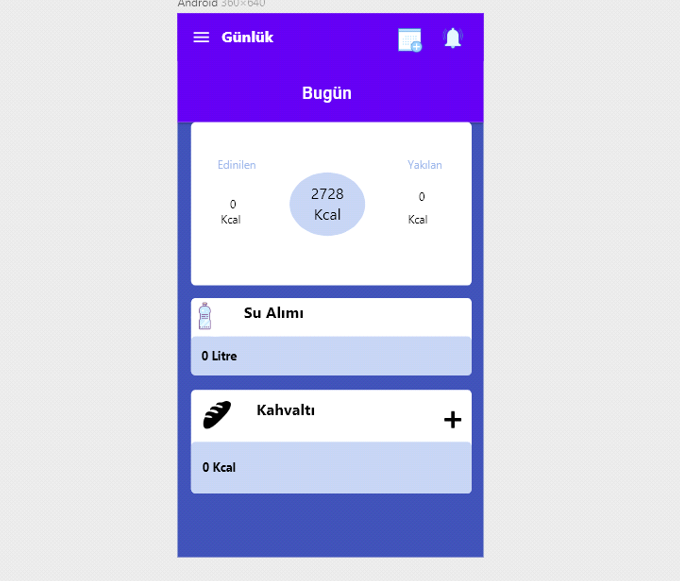 Android 360×640
Günlük
Bugün
Edinilen
Yakılan
0
Kcal
2728
Kcal
0
Kcal
Su Alımı
0 Litre
Kahvaltı
0 Kcal